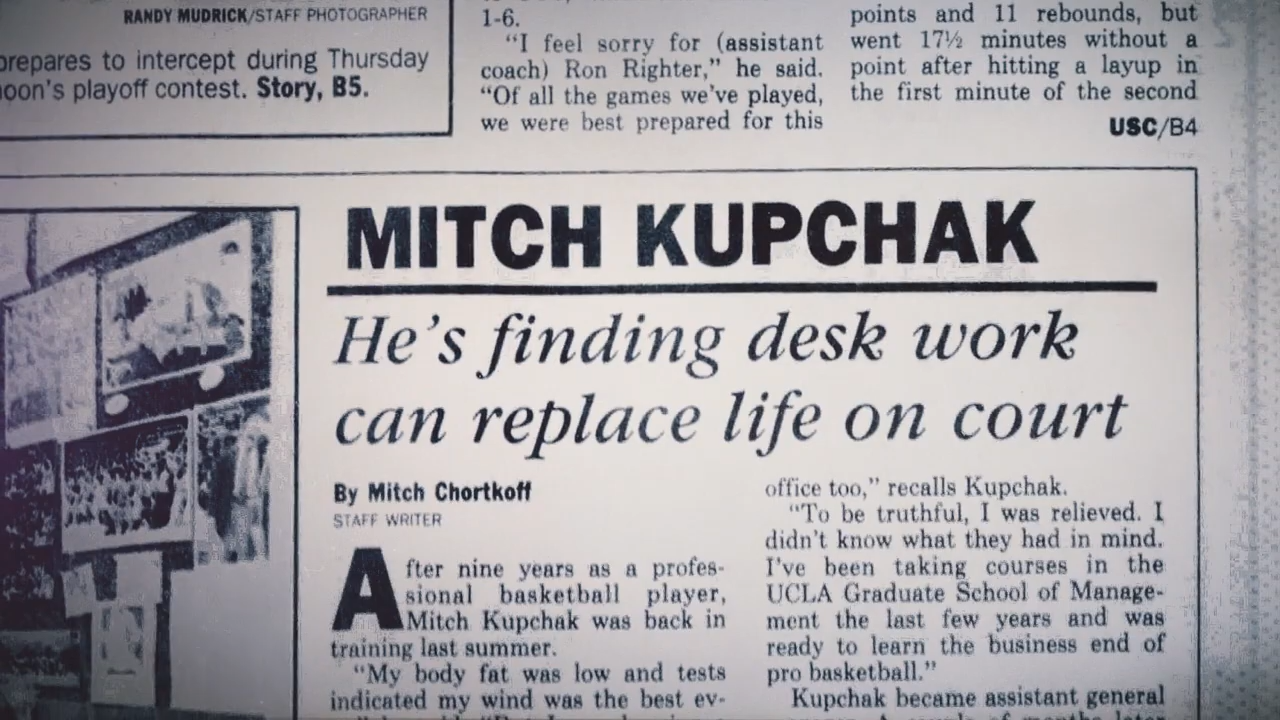 RANDY MUDRICK/STAFF PHOTOGRAPHER
prepares to intercept during Thursday
noon's playoff contest. Story, B5.
1-6.
“I feel sorry for (assistant
coach) Ron Righter,” he said.
“Of all the games we've played,
we were best prepared for this
points and 11 rebounds, but
went 17½ minutes without a
point after hitting a layup in
the first minute of the second
USC/B4
MITCH KUPCHAK
He's finding desk work
can replace life on court
By Mitch Chortkoff
STAFF WRITER
After nine years as a profes-
sional basketball player,
Mitch Kupchak was back in
training last summer.
“My body fat was low and tests
indicated my wind was the best ev-
office too,” recalls Kupchak.
“To be truthful, I was relieved. I
didn't know what they had in mind.
I've been taking courses in the
UCLA Graduate School of Manage-
ment the last few years and was
ready to learn the business end of
pro basketball.”
Kupchak became assistant general